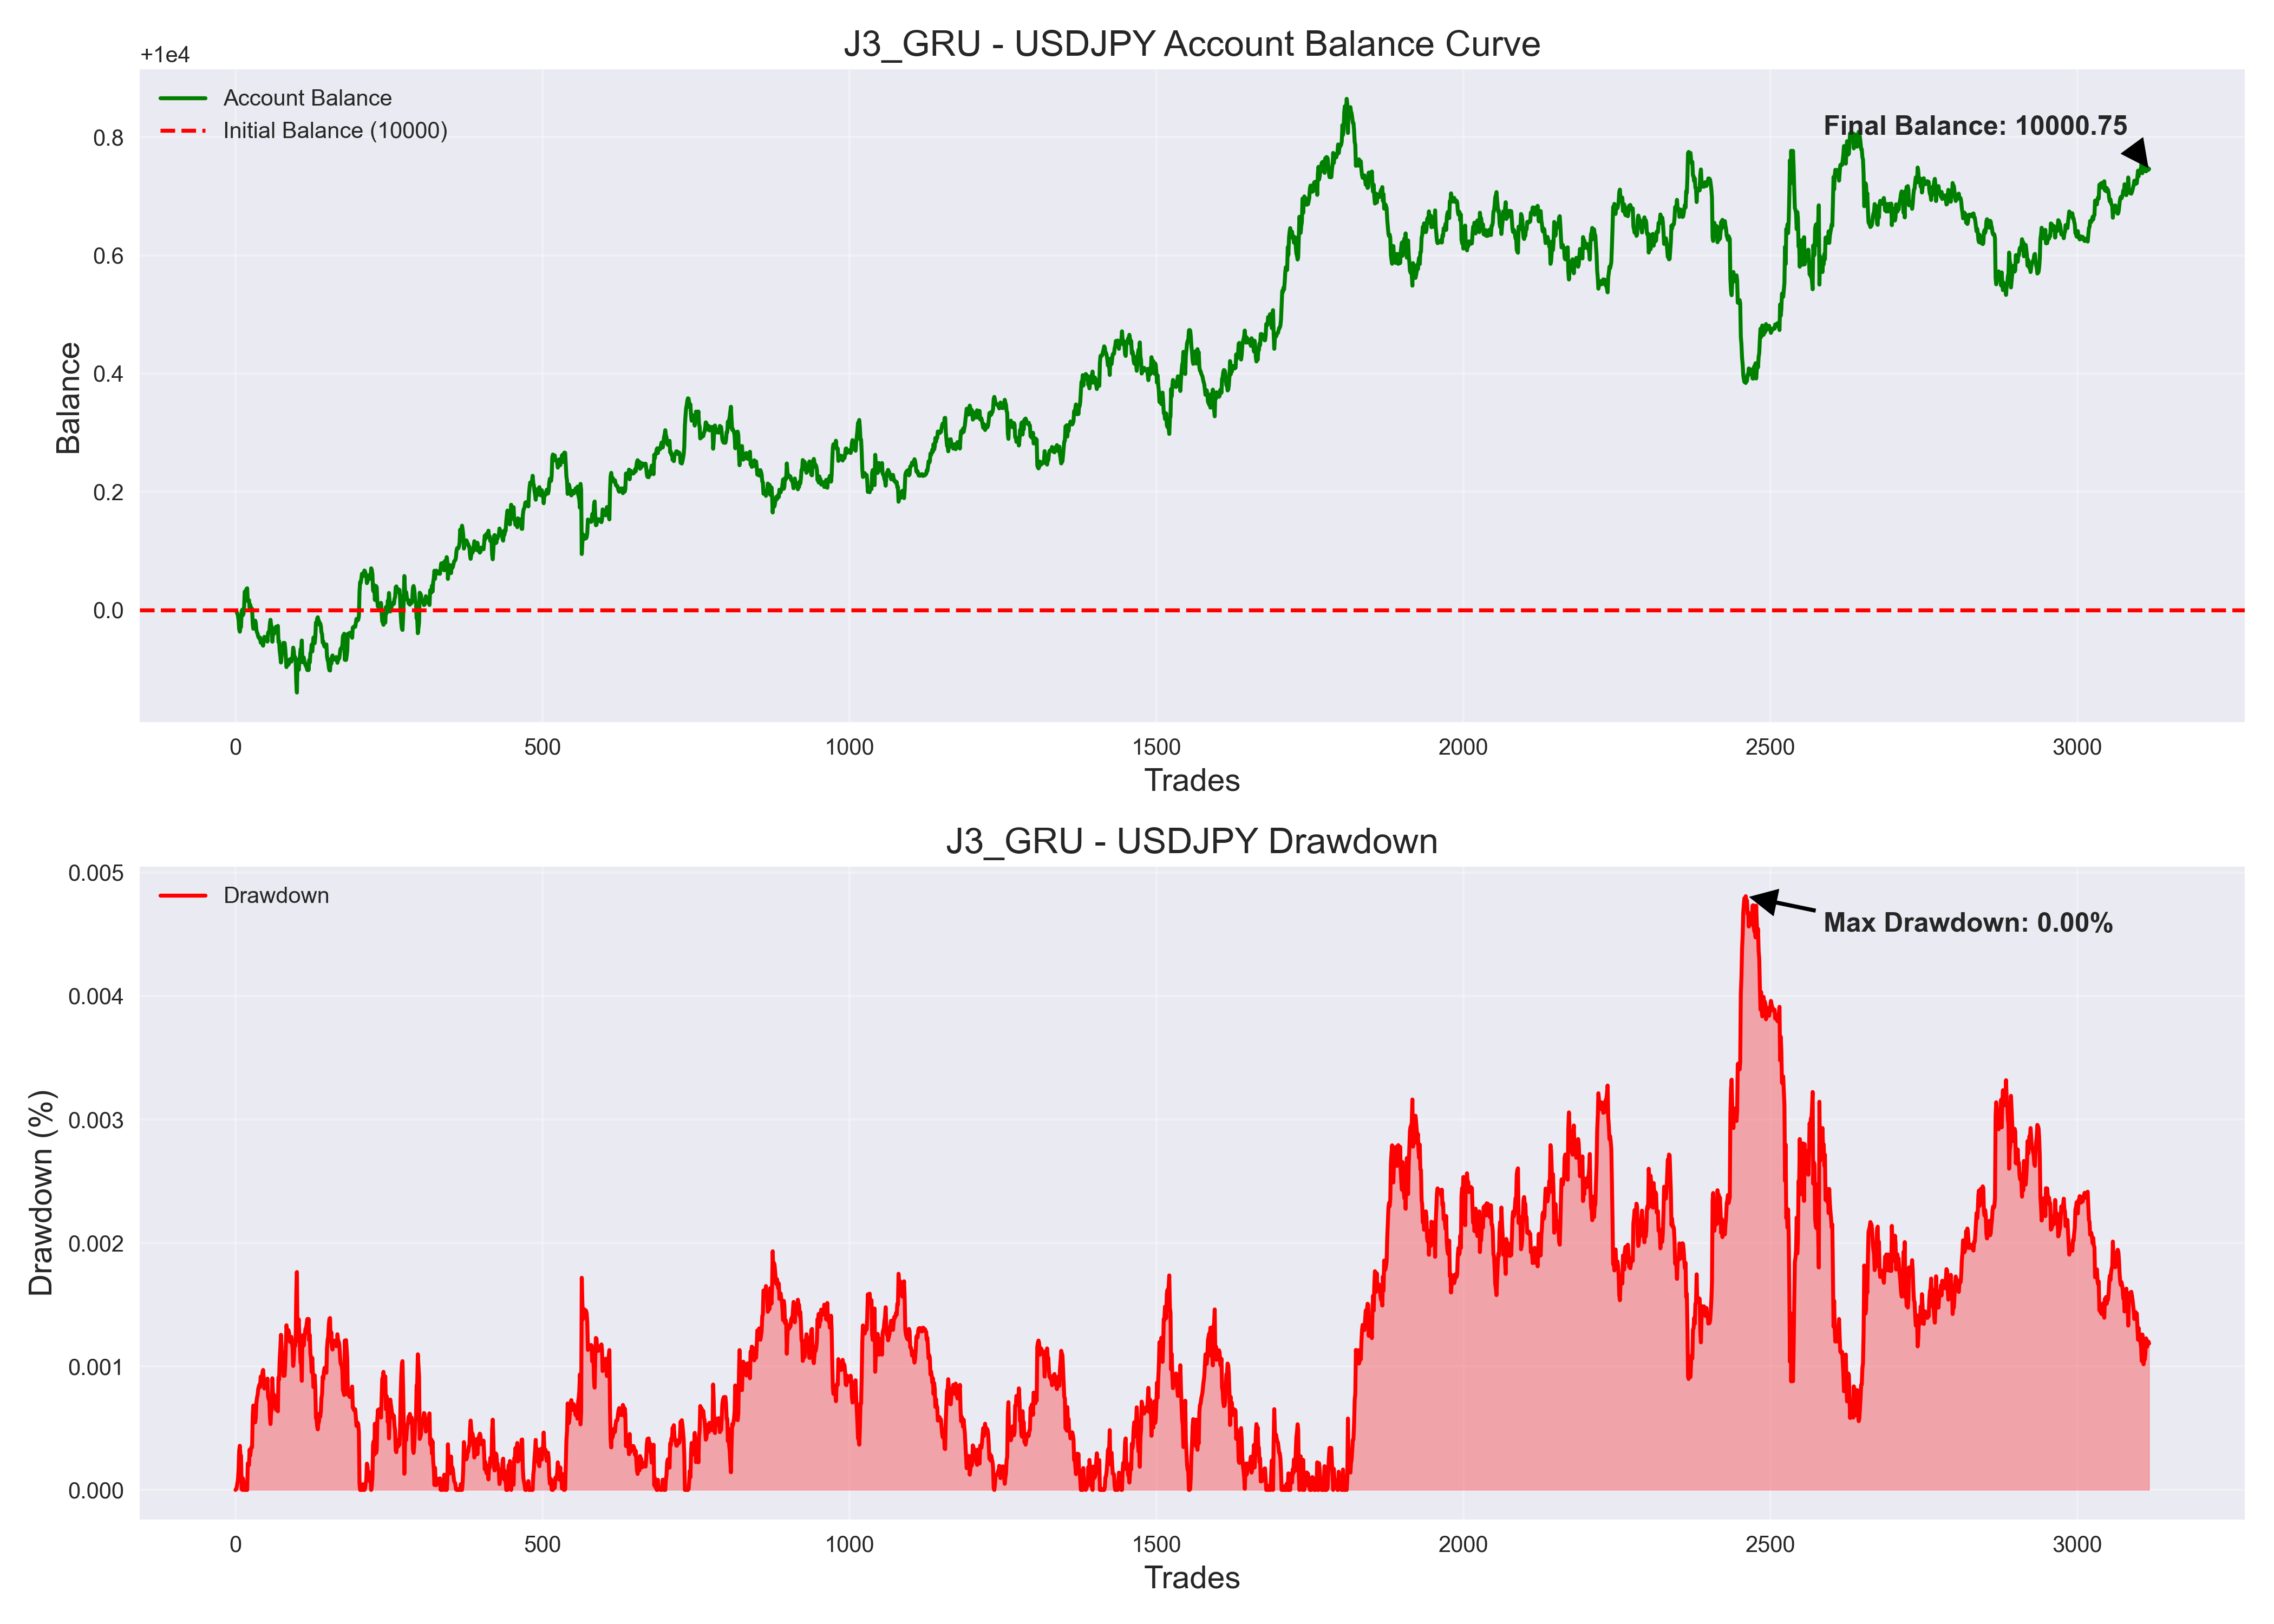 J3_GRU - USDJPY Account Balance Curve
+1e4
Account Balance
Initial Balance (10000)
Final Balance: 10000.75
0.8
0.6
0.4
0.2
0.0
Balance
0 500 1000 1500 2000 2500 3000
Trades
J3_GRU - USDJPY Drawdown
Drawdown
Max Drawdown: 0.00%
0.005
0.004
0.003
0.002
0.001
0.000
Drawdown (%)
0 500 1000 1500 2000 2500 3000
Trades